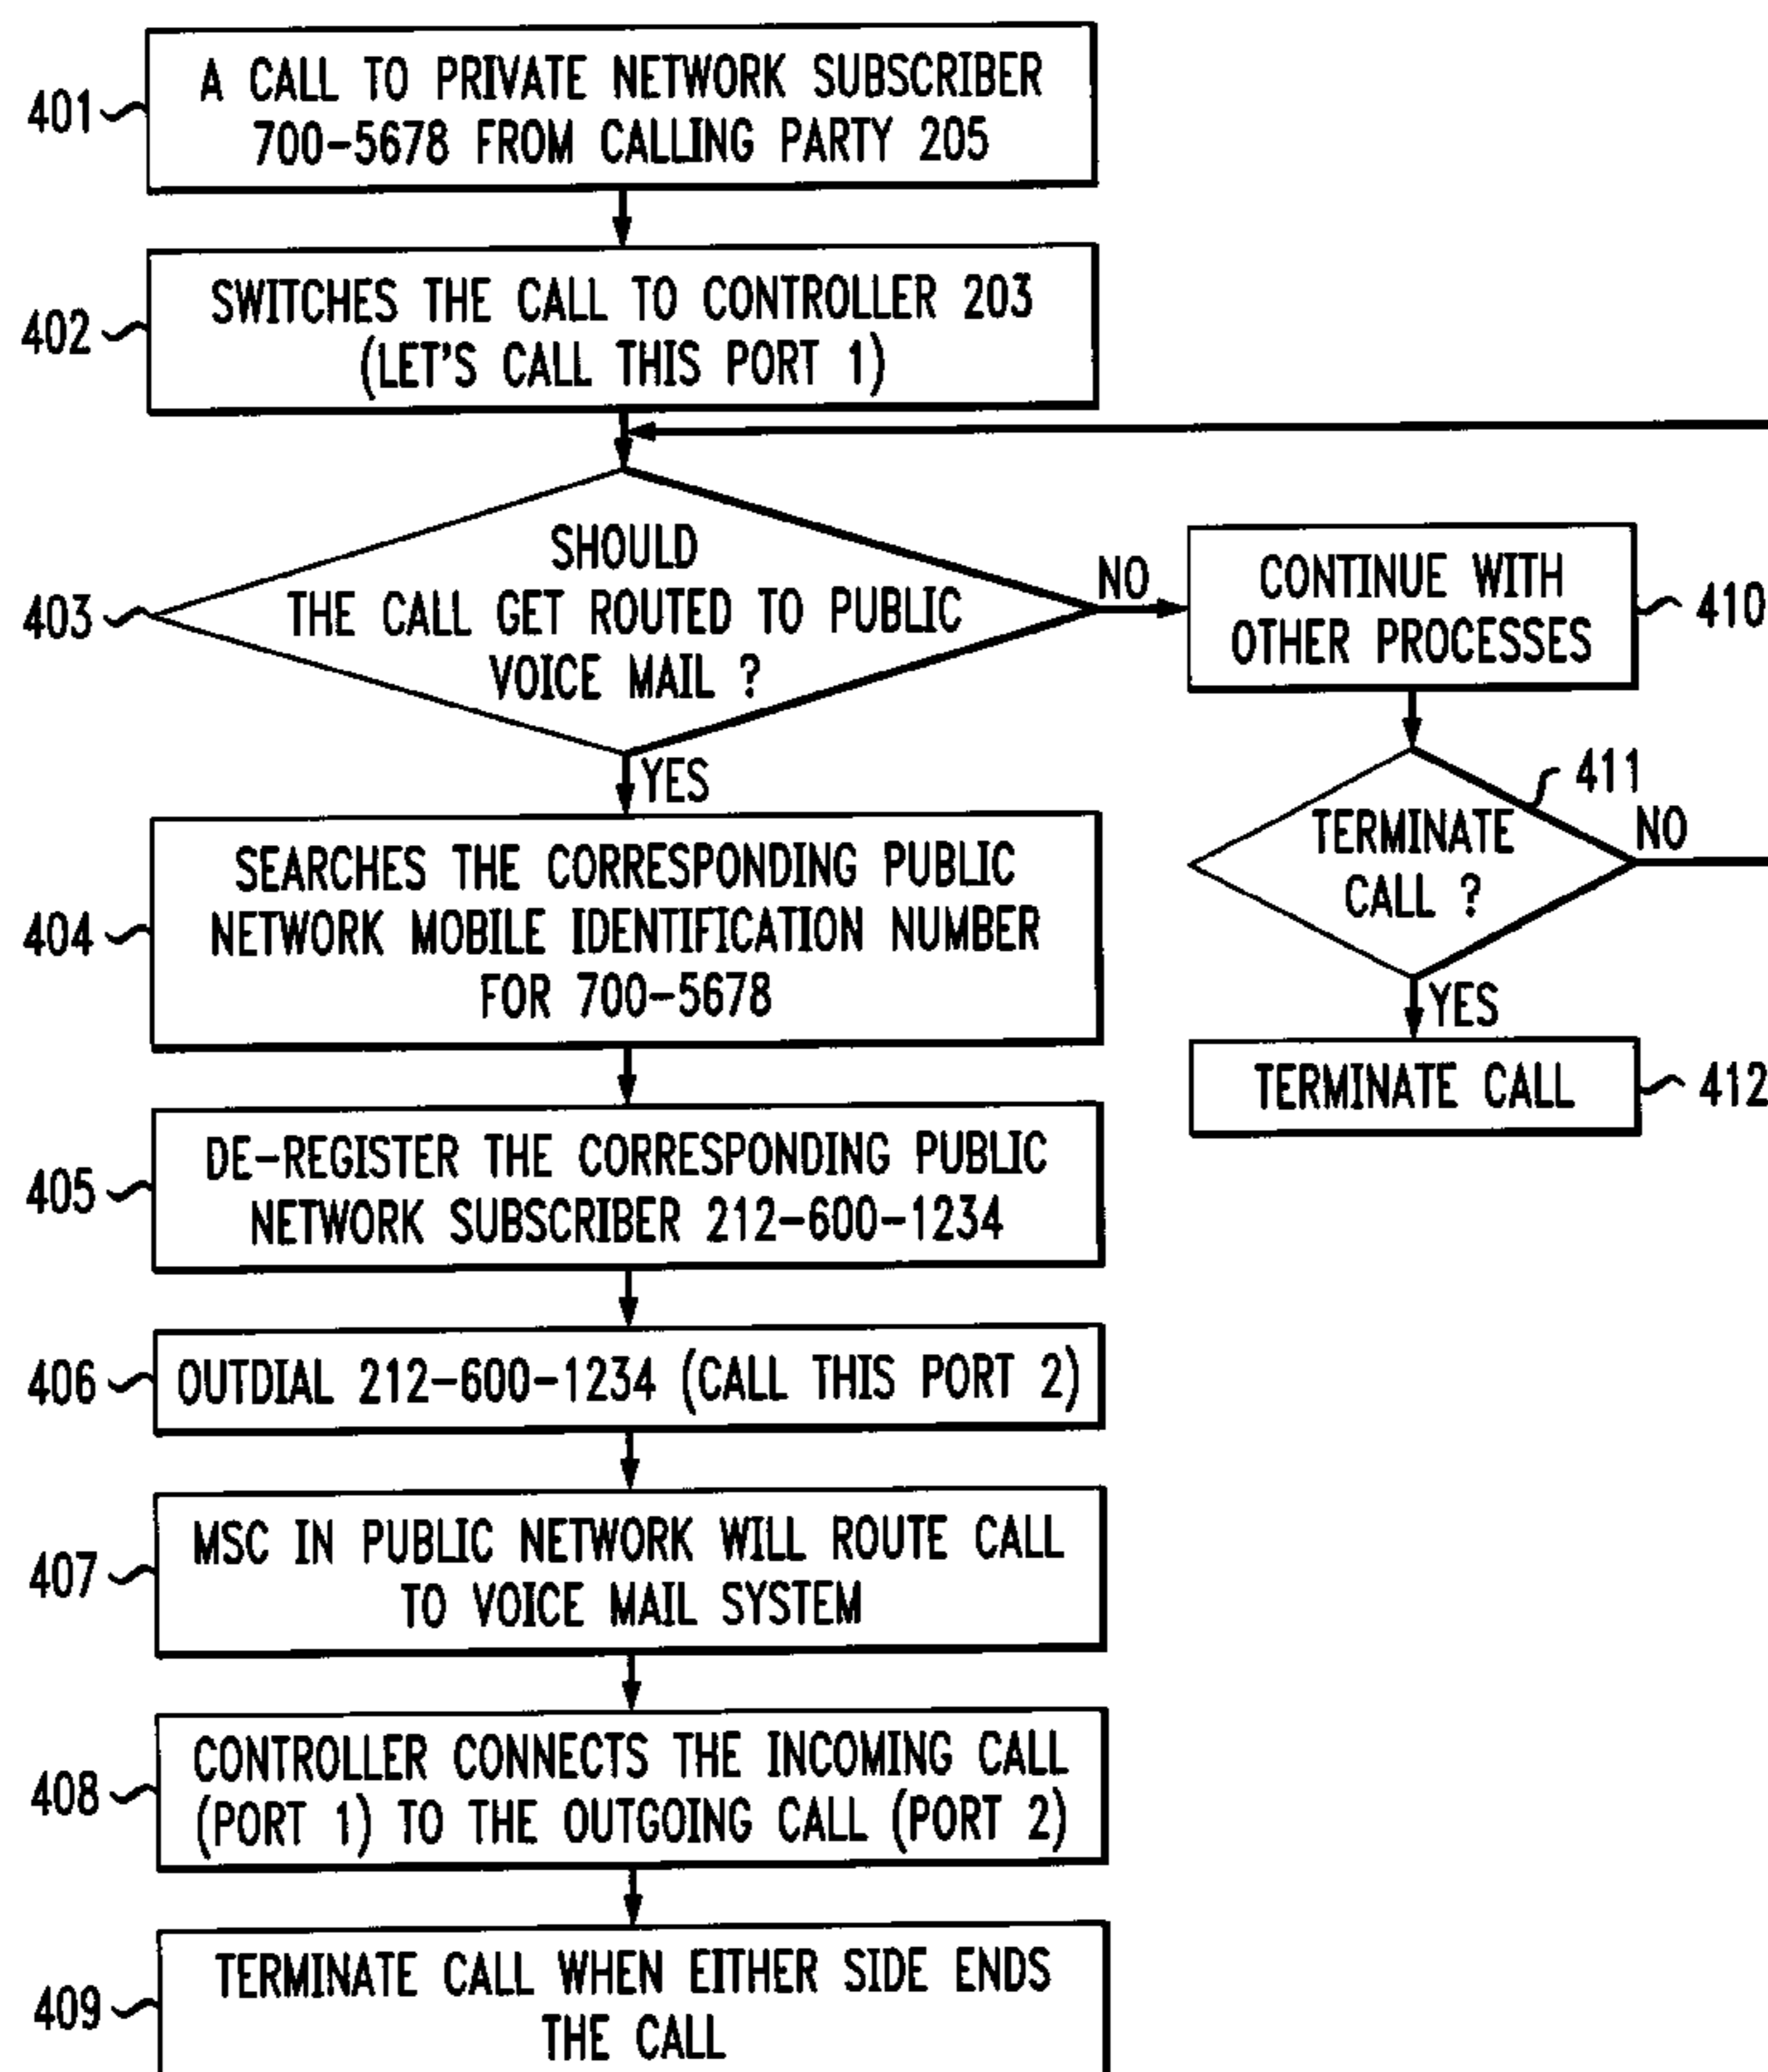 401
A CALL TO PRIVATE NETWORK SUBSCRIBER
700-5678 FROM CALLING PARTY 205
402
SWITCHES THE CALL TO CONTROLLER 203
(LET'S CALL THIS PORT 1)
403
SHOULD
THE CALL GET ROUTED TO PUBLIC
VOICE MAIL ?
NO
CONTINUE WITH
OTHER PROCESSES
410
YES
411
TERMINATE
CALL ?
NO
YES
TERMINATE CALL
412
404
SEARCHES THE CORRESPONDING PUBLIC
NETWORK MOBILE IDENTIFICATION NUMBER
FOR 700-5678
405
DE-REGISTER THE CORRESPONDING PUBLIC
NETWORK SUBSCRIBER 212-600-1234
406
OUTDIAL 212-600-1234 (CALL THIS PORT 2)
407
MSC IN PUBLIC NETWORK WILL ROUTE CALL
TO VOICE MAIL SYSTEM
408
CONTROLLER CONNECTS THE INCOMING CALL
(PORT 1) TO THE OUTGOING CALL (PORT 2)
409
TERMINATE CALL WHEN EITHER SIDE ENDS
THE CALL